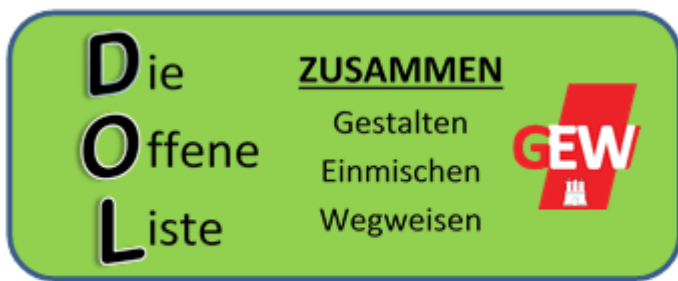 Die
Offene
Liste
ZUSAMMEN
Gestalten
Einmischen
Wegweisen
GEW